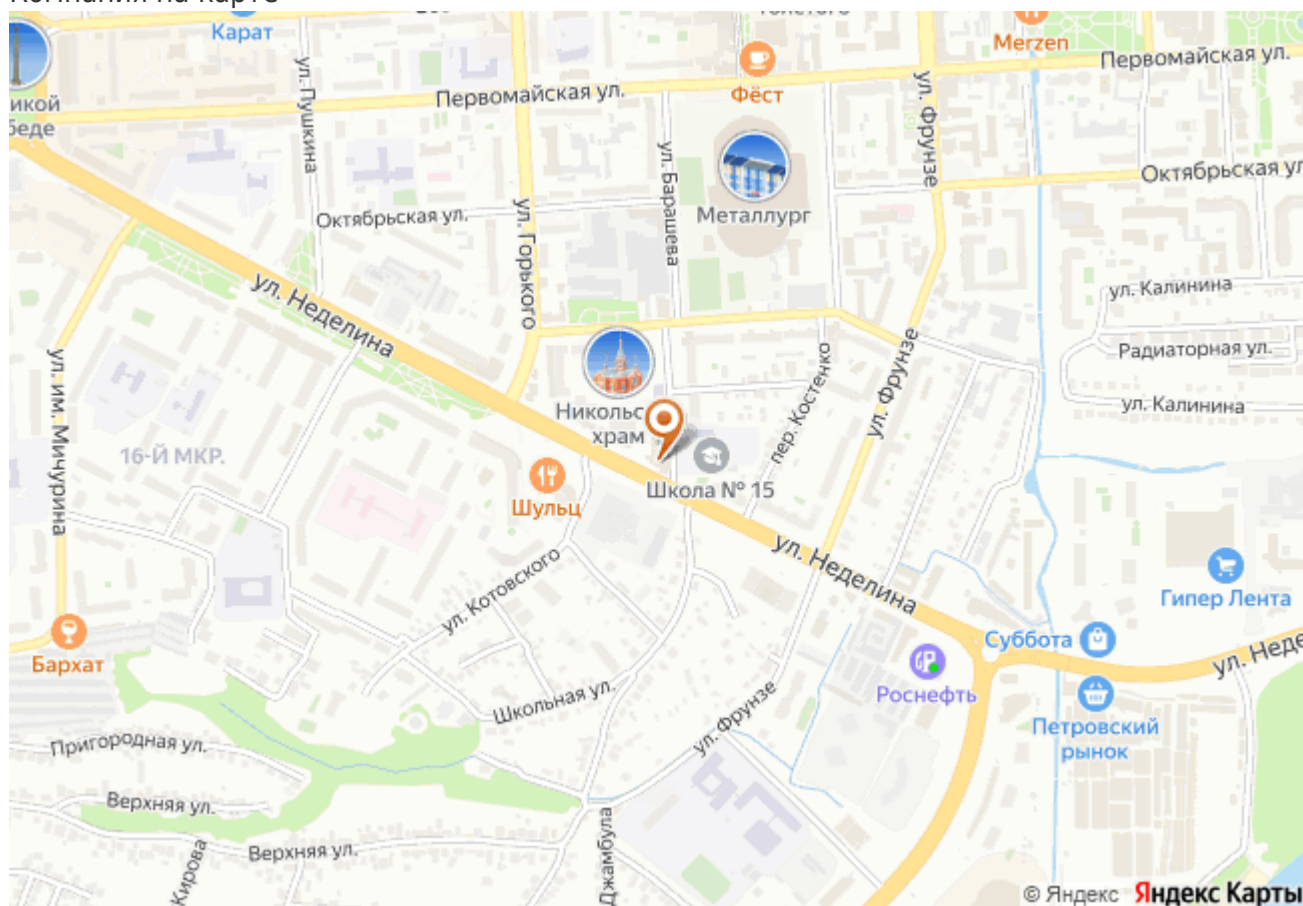 Карат
Merzen
Первомайская ул.
Первомайская ул.
Фёст
ул. Пушкина
ул. Фрунзе
ул. Барашева
Октябрьская ул
Металлург
Октябрьская ул.
ул. Горького
ул. Неделина
ул. Калинина
Радиаторная ул.
ул. Калинина
пер. Костенко
ул. Фрунзе
ул. им. Мичурина
Никольс
храм
16-Й МКР.
Школа № 15
Шульц
ул. Неделина
ул. Котовского
Гипер Лента
Суббота
Бархат
ул. Неде
Роснефть
Школьная ул.
ул. Фрунзе
Петровский
рынок
Пригородная ул.
Верхняя ул.
Верхняя ул.
Кирова
Джамбула
© Яндекс Яндекс Карты